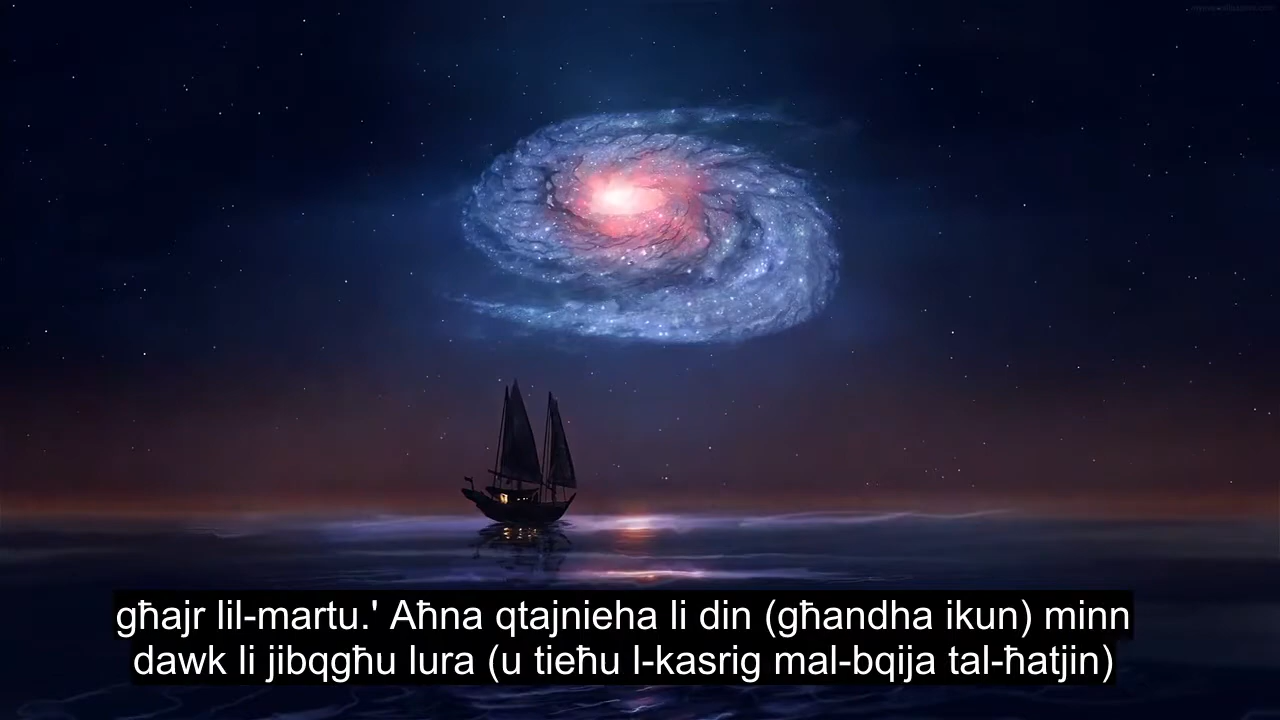 għajr lil-martu.' Aħna qtajnieha li din (għandha ikun) minn
dawk li jibqgħu lura (u tieħu l-kasrig mal-bqija tal-ħatjin)